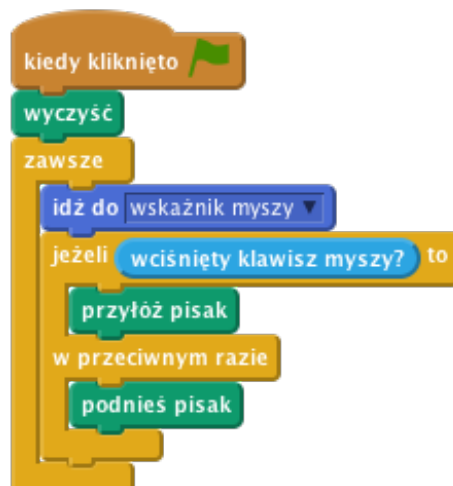 kiedy kliknięto
wyczyść
zawsze
idź do wskaźnik myszy
jeżeli wciśnięty klawisz myszy? to
przyłóż pisak
w przeciwnym razie
podnieś pisak